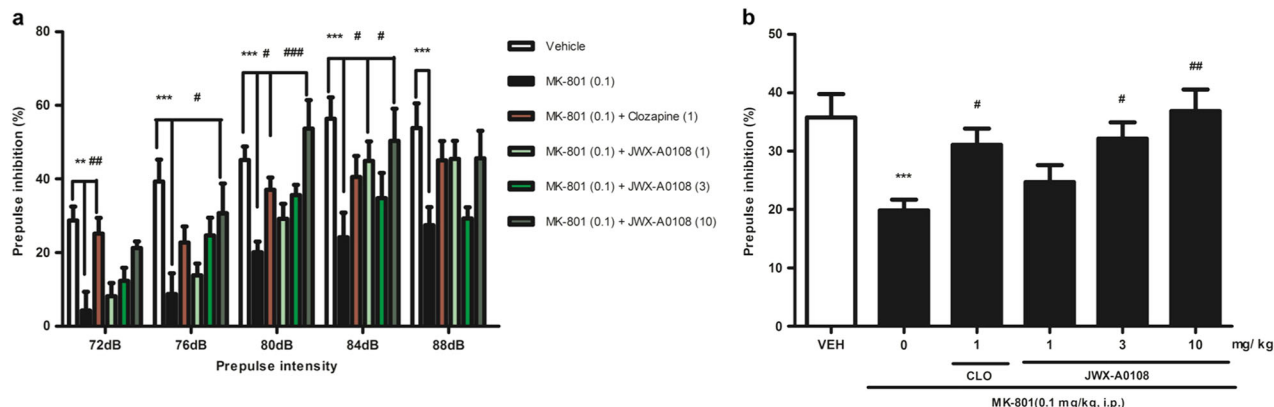 a
Prepulse inhibition (%)
80
60
40
20
0
** ##
*** #
*** # ###
*** # #
***
72dB 76dB 80dB 84dB 88dB
Prepulse intensity
Vehicle
MK-801 (0.1)
MK-801 (0.1) + Clozapine (1)
MK-801 (0.1) + JWX-A0108 (1)
MK-801 (0.1) + JWX-A0108 (3)
MK-801 (0.1) + JWX-A0108 (10)
b
Prepulse inhibition (%)
50
40
30
20
10
0
***
#
#
##
VEH 0 1 1 3 10 mg/ kg
CLO JWX-A0108
MK-801(0.1 mg/kg, i.p.)